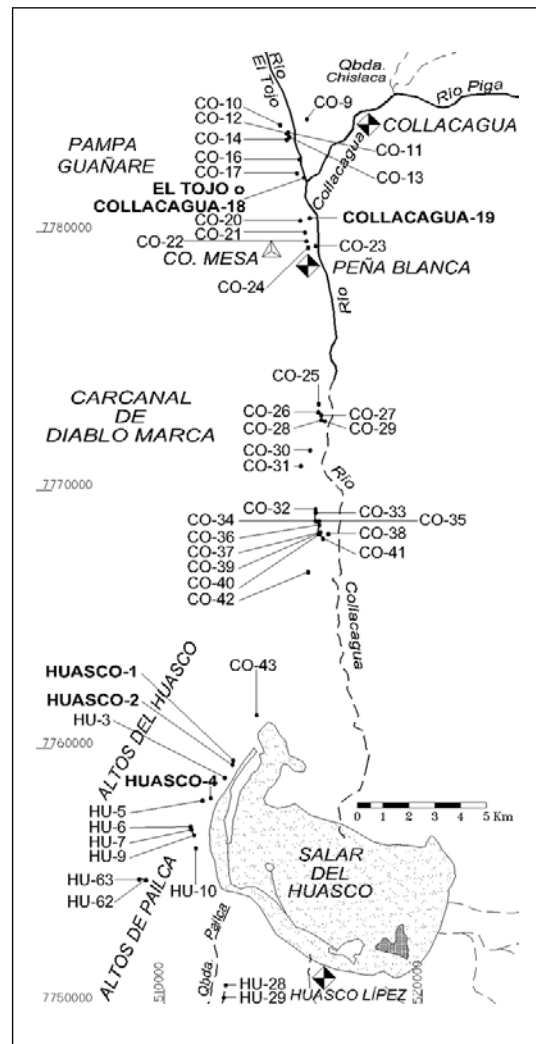 Qbda.
Chislaca
Río
El Tojo
Río Piga
CO-10
CO-9
CO-12
CO-14
COLLACAGUA
PAMPA
GUAÑARE
CO-11
CO-16
CO-13
CO-17
Collacagua
EL TOJO o
COLLACAGUA-18
CO-20
COLLACAGUA-19
7780000
CO-21
CO-22
CO-23
CO. MESA
CO-24
PEÑA BLANCA
Río
CO-25
CARCANAL
DE
DIABLO MARCA
CO-26
CO-27
CO-28
CO-29
CO-30
CO-31
Río
7770000
CO-32
CO-33
CO-34
CO-35
CO-36
CO-38
CO-37
CO-41
CO-39
CO-40
CO-42
Collacagua
ALTOS DEL HUASCO
HUASCO-1
CO-43
HUASCO-2
HU-3
7760000
HUASCO-4
HU-5
0 1 2 3 4 5 Km
HU-6
HU-7
HU-9
SALAR
DEL
HUASCO
HU-63
HU-10
HU-62
ALTOS DE PAILCA
Qbda. Pailca
HU-28
HU-29
HUASCO LÍPEZ
7750000
510000
520000